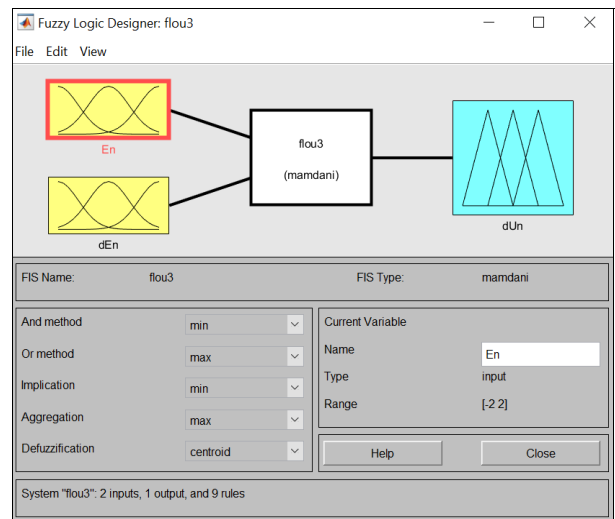 Fuzzy Logic Designer: flou3
File Edit View
En
dEn
flou3
(mamdani)
dUn
FIS Name: flou3 FIS Type: mamdani
And method min
Or method max
Implication min
Aggregation max
Defuzzification centroid
Current Variable
Name En
Type input
Range [-2 2]
Help Close
System "flou3": 2 inputs, 1 output, and 9 rules